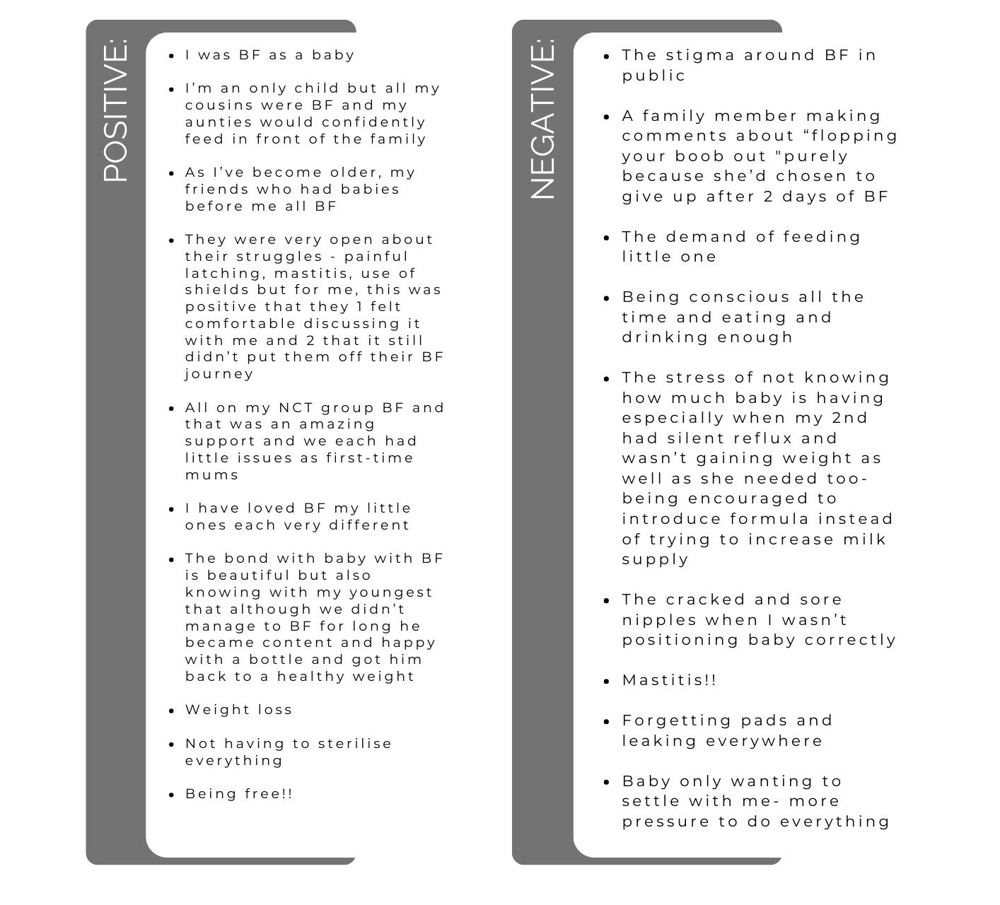 POSITIVE:
• I was BF as a baby
• I’m an only child but all my
cousins were BF and my
aunties would confidently
feed in front of the family
• As I’ve become older, my
friends who had babies
before me all BF
• They were very open about
their struggles - painful
latching, mastitis, use of
shields but for me, this was
positive that they 1 felt
comfortable discussing it
with me and 2 that it still
didn’t put them off their BF
journey
• All on my NCT group BF and
that was an amazing
support and we each had
little issues as first-time
mums
• I have loved BF my little
ones each very different
• The bond with baby with BF
is beautiful but also
knowing with my youngest
that although we didn’t
manage to BF for long he
became content and happy
with a bottle and got him
back to a healthy weight
• Weight loss
• Not having to sterilise
everything
• Being free!!
NEGATIVE:
• The stigma around BF in
public
• A family member making
comments about “flopping
your boob out "purely
because she’d chosen to
give up after 2 days of BF
• The demand of feeding
little one
• Being conscious all the
time and eating and
drinking enough
• The stress of not knowing
how much baby is having
especially when my 2nd
had silent reflux and
wasn’t gaining weight as
well as she needed too-
being encouraged to
introduce formula instead
of trying to increase milk
supply
• The cracked and sore
nipples when I wasn’t
positioning baby correctly
• Mastitis!!
• Forgetting pads and
leaking everywhere
• Baby only wanting to
settle with me- more
pressure to do everything